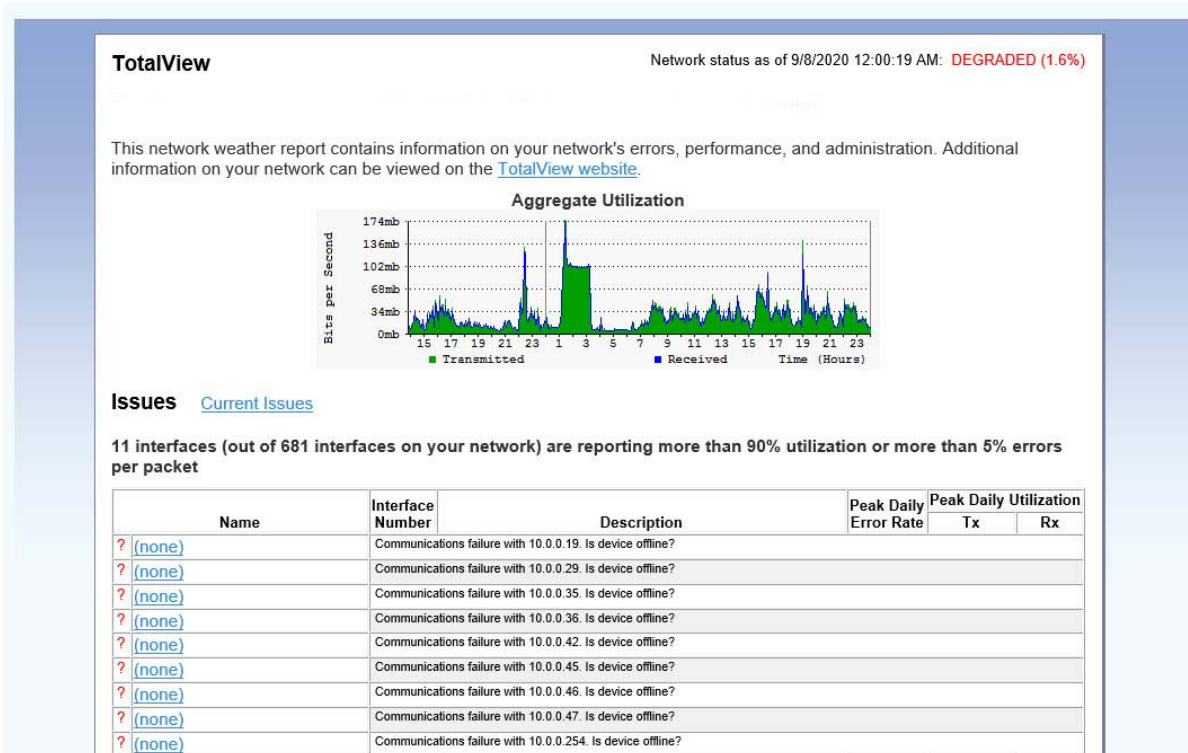 TotalView
Network status as of 9/8/2020 12:00:19 AM: DEGRADED (1.6%)
This network weather report contains information on your network's errors, performance, and administration. Additional
information on your network can be viewed on the TotalView website.
Aggregate Utilization
Bits per Second
174mb
136mb
102mb
68mb
34mb
0mb
15 17 19 21 23 1 3 5 7 9 11 13 15 17 19 21 23
Transmitted Received Time (Hours)
Issues Current Issues
11 interfaces (out of 681 interfaces on your network) are reporting more than 90% utilization or more than 5% errors
per packet
Name Interface Number Description Peak Daily Error Rate Peak Daily Utilization Tx Rx
? (none) Communications failure with 10.0.0.19. Is device offline?
? (none) Communications failure with 10.0.0.29. Is device offline?
? (none) Communications failure with 10.0.0.35. Is device offline?
? (none) Communications failure with 10.0.0.36. Is device offline?
? (none) Communications failure with 10.0.0.42. Is device offline?
? (none) Communications failure with 10.0.0.45. Is device offline?
? (none) Communications failure with 10.0.0.46. Is device offline?
? (none) Communications failure with 10.0.0.47. Is device offline?
? (none) Communications failure with 10.0.0.254. Is device offline?